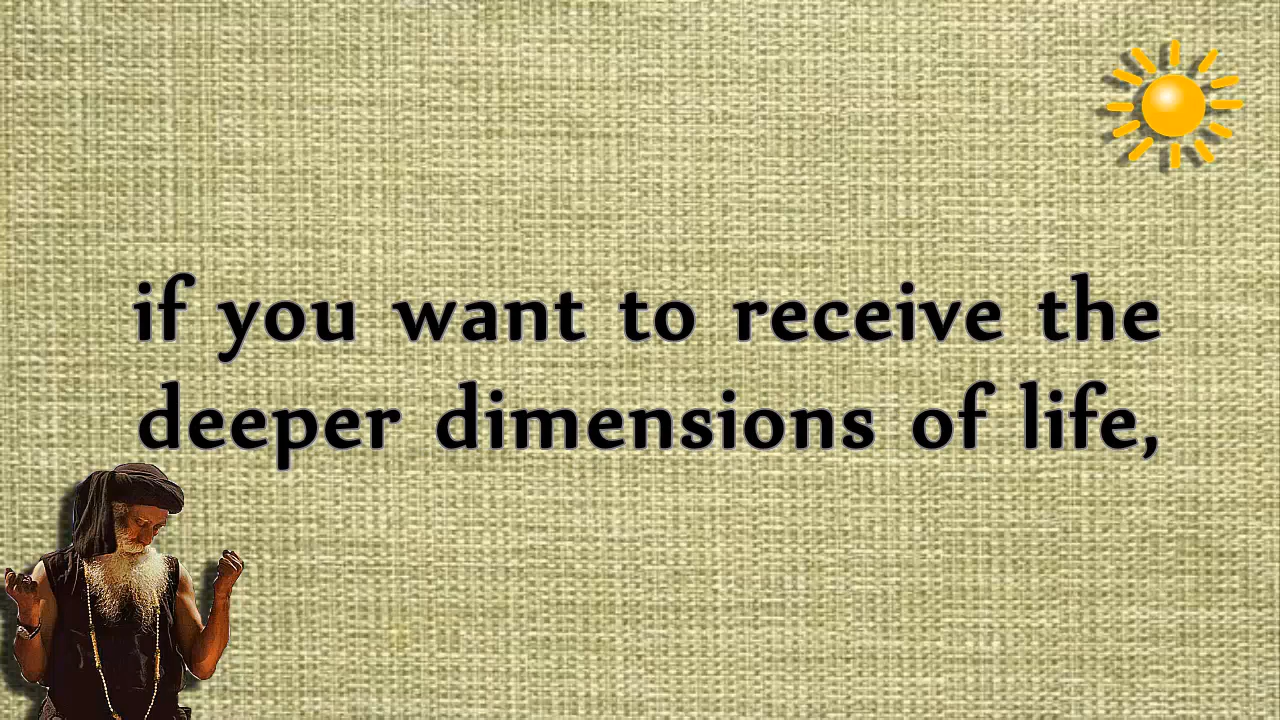 if you want to receive the
deeper dimensions of life,